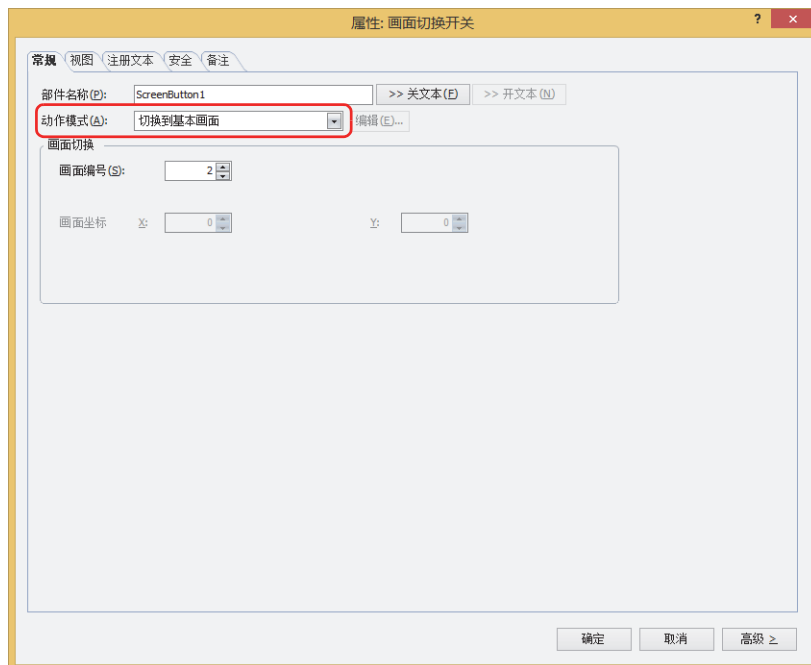 属性: 画面切换开关
?
×
常规 视图 注册文本 安全 备注
部件名称(P): ScreenButton1 >> 关文本(F) >> 开文本(N)
动作模式(A): 切换到基本画面 编辑(E)...
画面切换
画面编号(S): 2
画面坐标 X: 0 Y: 0
确定 取消 高级 >